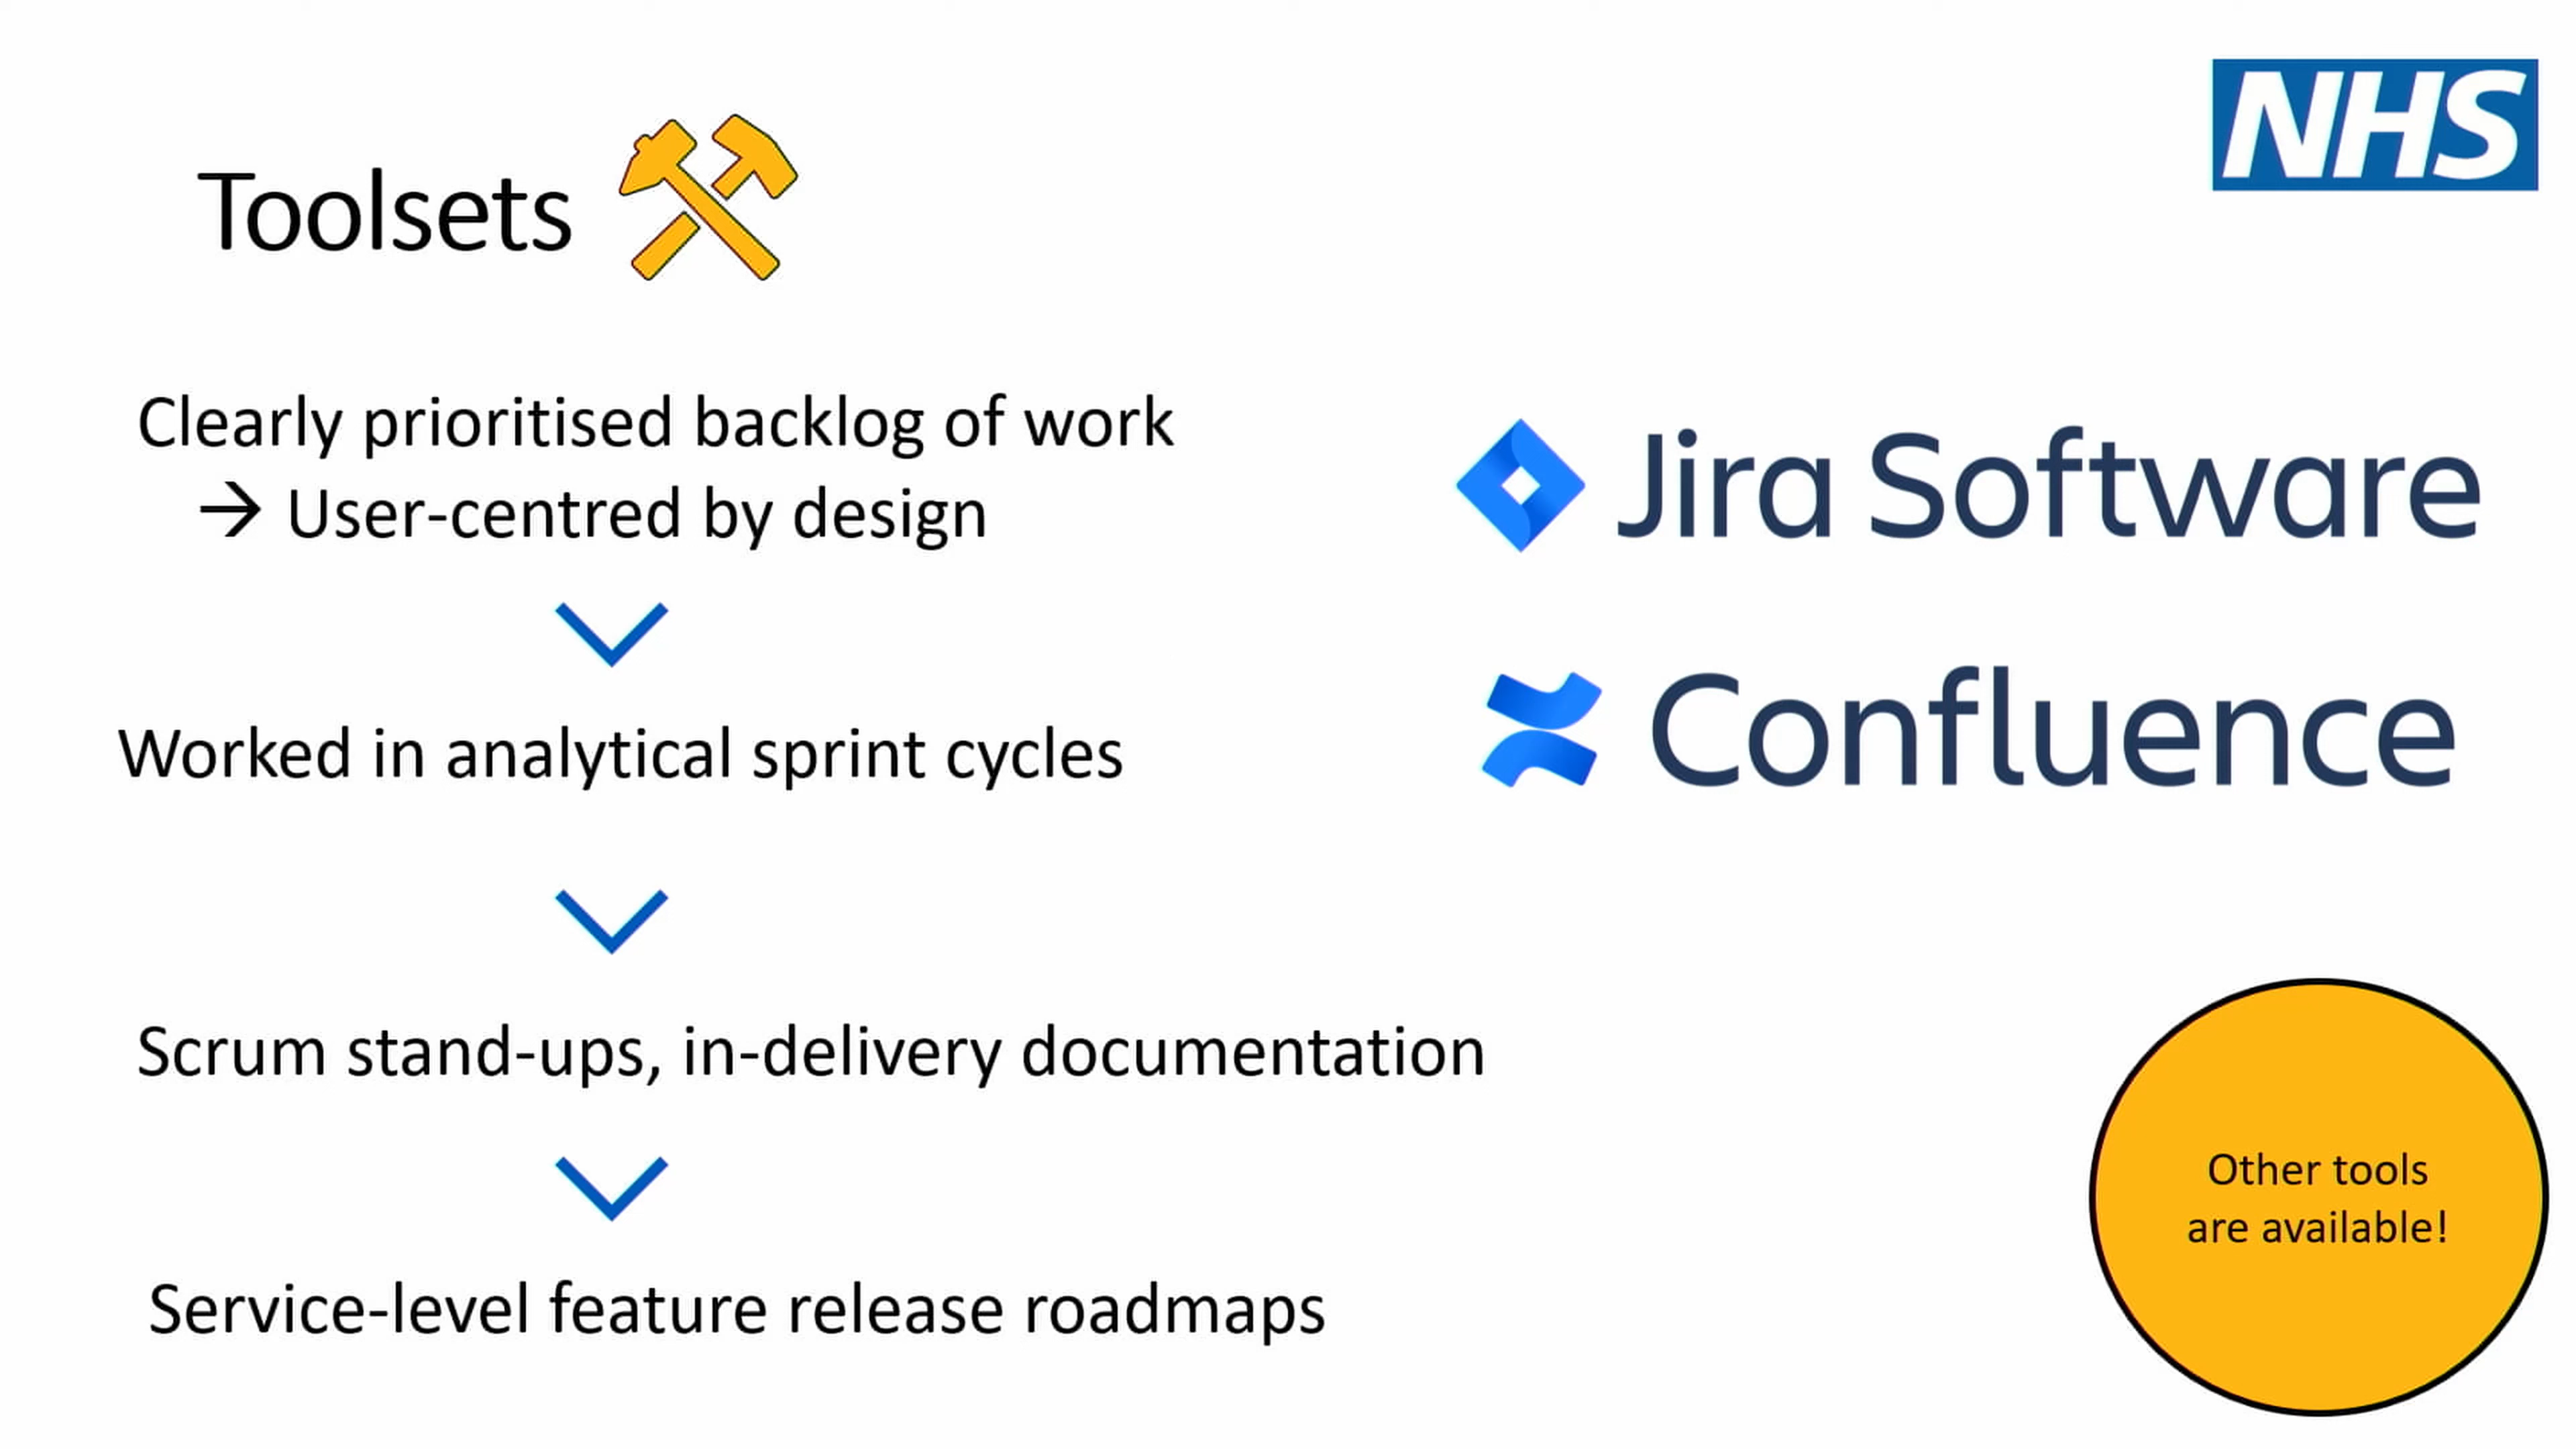 Toolsets
NHS
Clearly prioritised backlog of work
→ User-centred by design
Jira Software
Confluence
Worked in analytical sprint cycles
Scrum stand-ups, in-delivery documentation
Other tools
are available!
Service-level feature release roadmaps